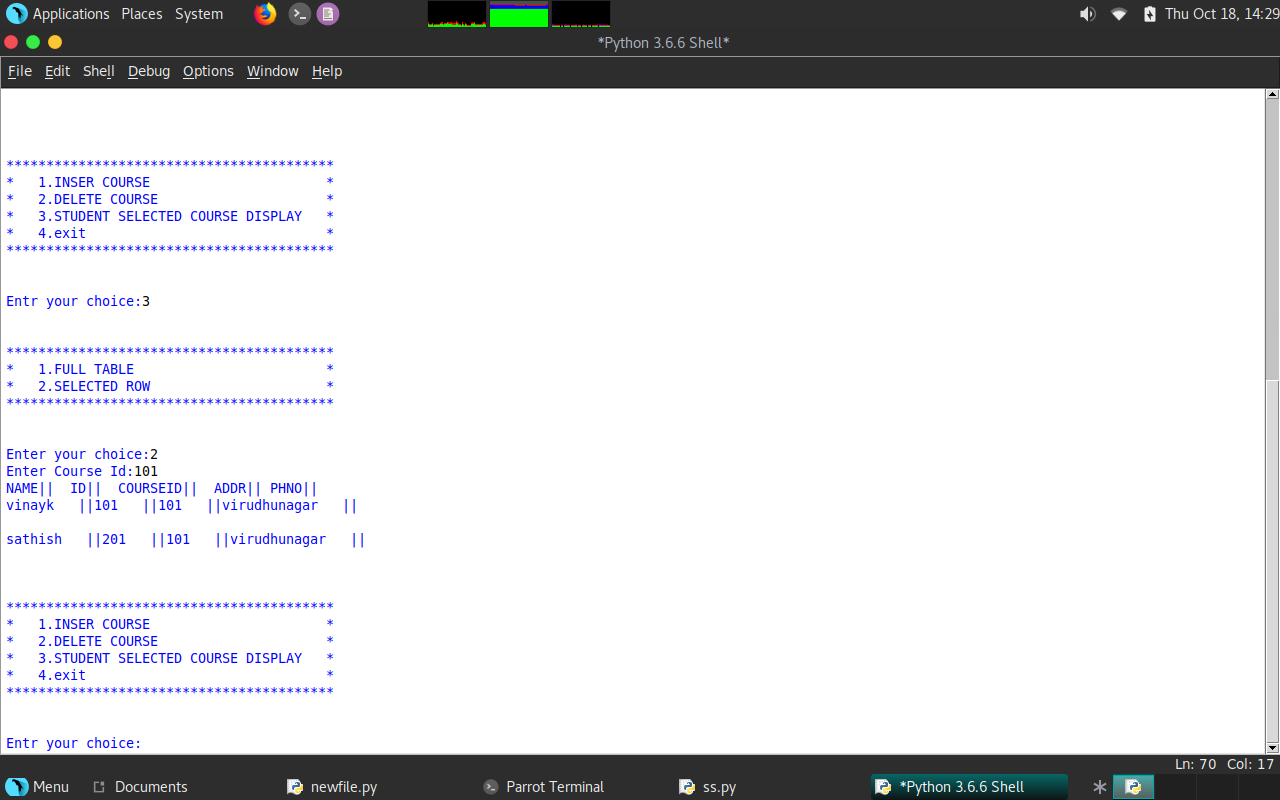 Applications Places System Thu Oct 18, 14:29
*Python 3.6.6 Shell*
File Edit Shell Debug Options Window Help
*****************************************
*   1.INSER COURSE                      *
*   2.DELETE COURSE                     *
*   3.STUDENT SELECTED COURSE DISPLAY   *
*   4.exit                              *
*****************************************
Entr your choice:3
*****************************************
*   1.FULL TABLE                        *
*   2.SELECTED ROW                      *
*****************************************
Enter your choice:2
Enter Course Id:101
NAME||  ID||  COURSEID||  ADDR|| PHNO||
vinayk   ||101   ||101   ||virudhunagar   ||
sathish   ||201   ||101   ||virudhunagar   ||
*****************************************
*   1.INSER COURSE                      *
*   2.DELETE COURSE                     *
*   3.STUDENT SELECTED COURSE DISPLAY   *
*   4.exit                              *
*****************************************
Entr your choice:
Ln: 70 Col: 17
Menu Documents newfile.py Parrot Terminal ss.py *Python 3.6.6 Shell